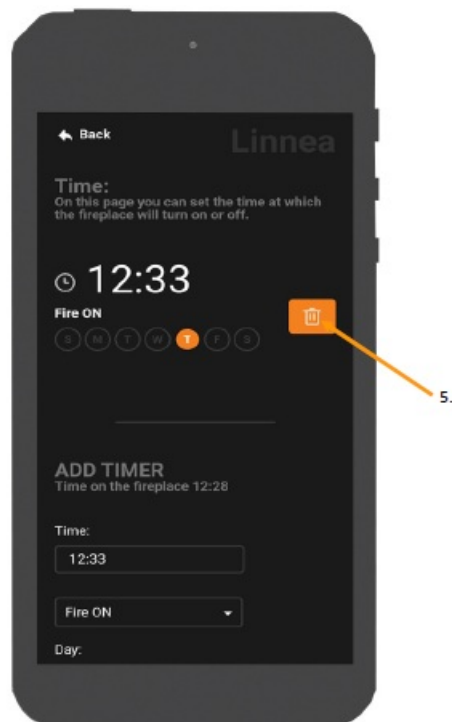 Back
Linnea
Time:
On this page you can set the time at which
the fireplace will turn on or off.
12:33
Fire ON
S M T W T F S
5.
ADD TIMER
Time on the fireplace 12:28
Time:
12:33
Fire ON
Day: